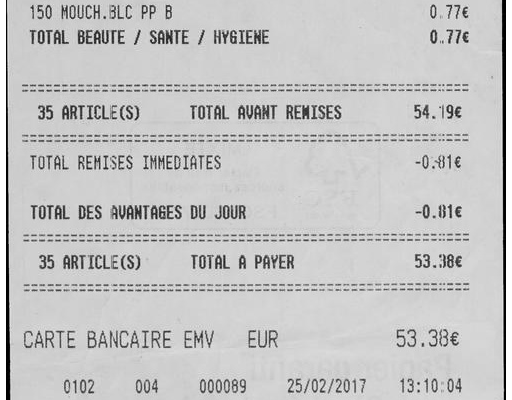 150 MOUCH.BLC PP B 0.77€
TOTAL BEAUTE / SANTE / HYGIENE 0.77€
35 ARTICLE(S) TOTAL AVANT REMISES 54.19€
TOTAL REMISES IMMEDIATES -0.81€
TOTAL DES AVANTAGES DU JOUR -0.81€
35 ARTICLE(S) TOTAL A PAYER 53.38€
CARTE BANCAIRE EMV EUR 53.38€
0102 004 000089 25/02/2017 13:10:04